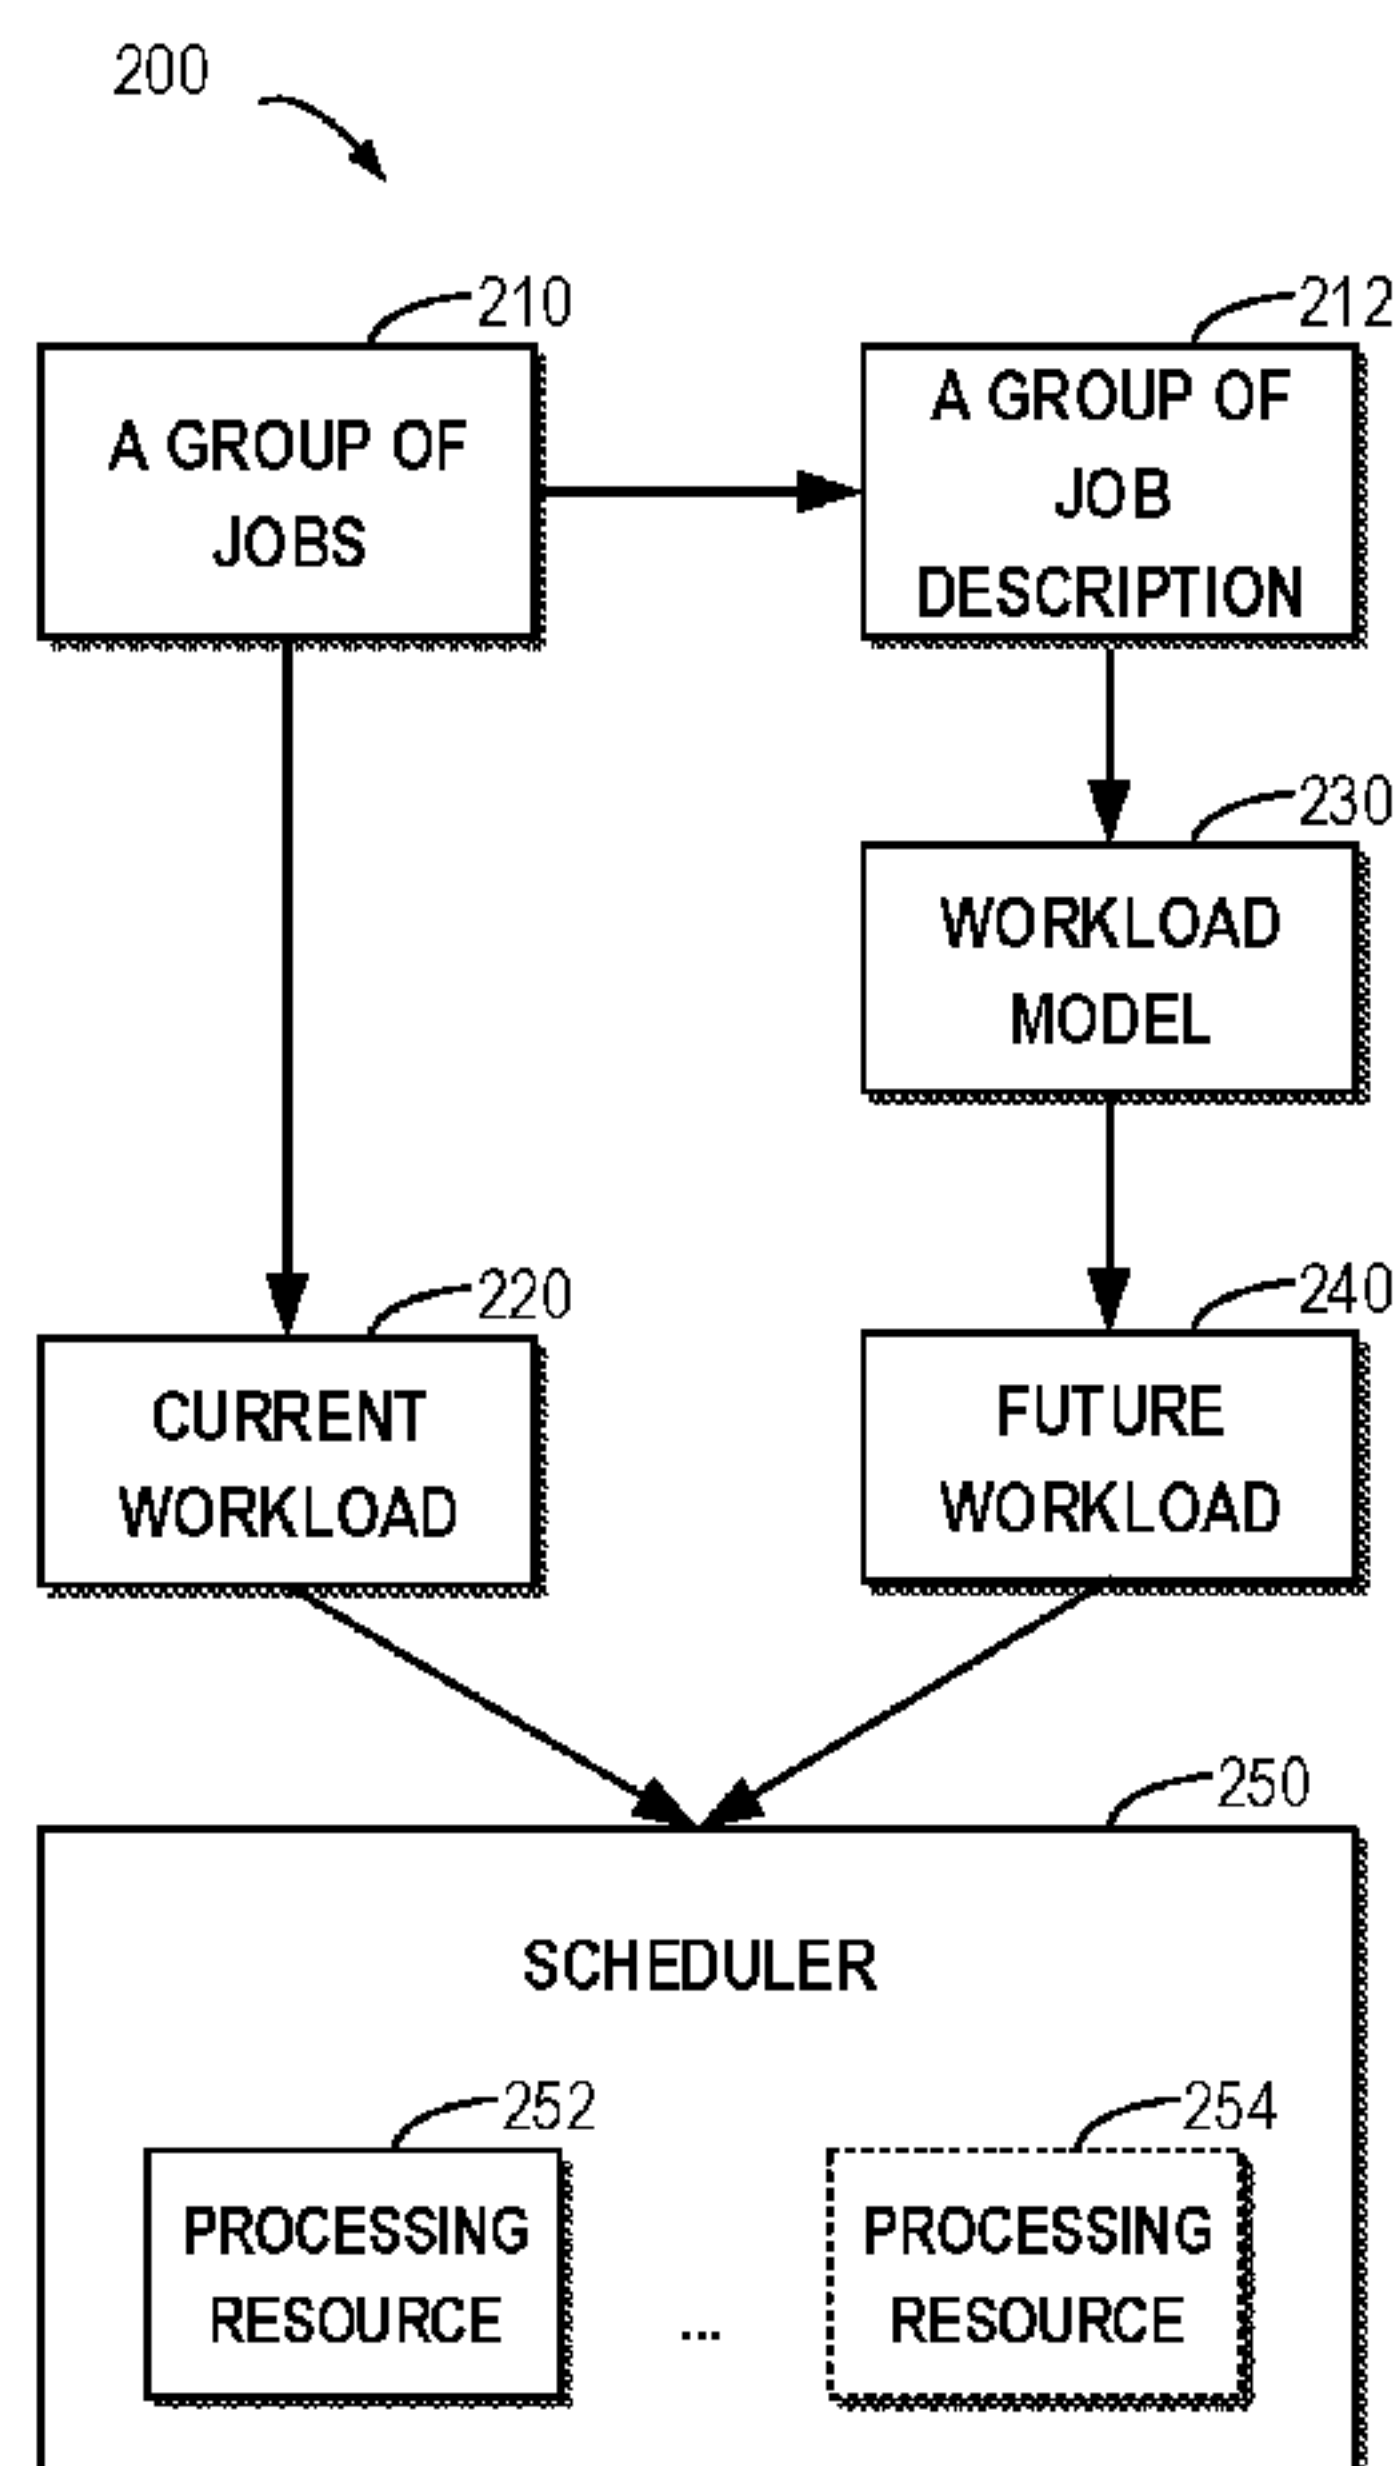 200
210
A GROUP OF
JOBS
212
A GROUP OF
JOB
DESCRIPTION
230
WORKLOAD
MODEL
220
CURRENT
WORKLOAD
240
FUTURE
WORKLOAD
250
SCHEDULER
252
PROCESSING
RESOURCE
...
254
PROCESSING
RESOURCE